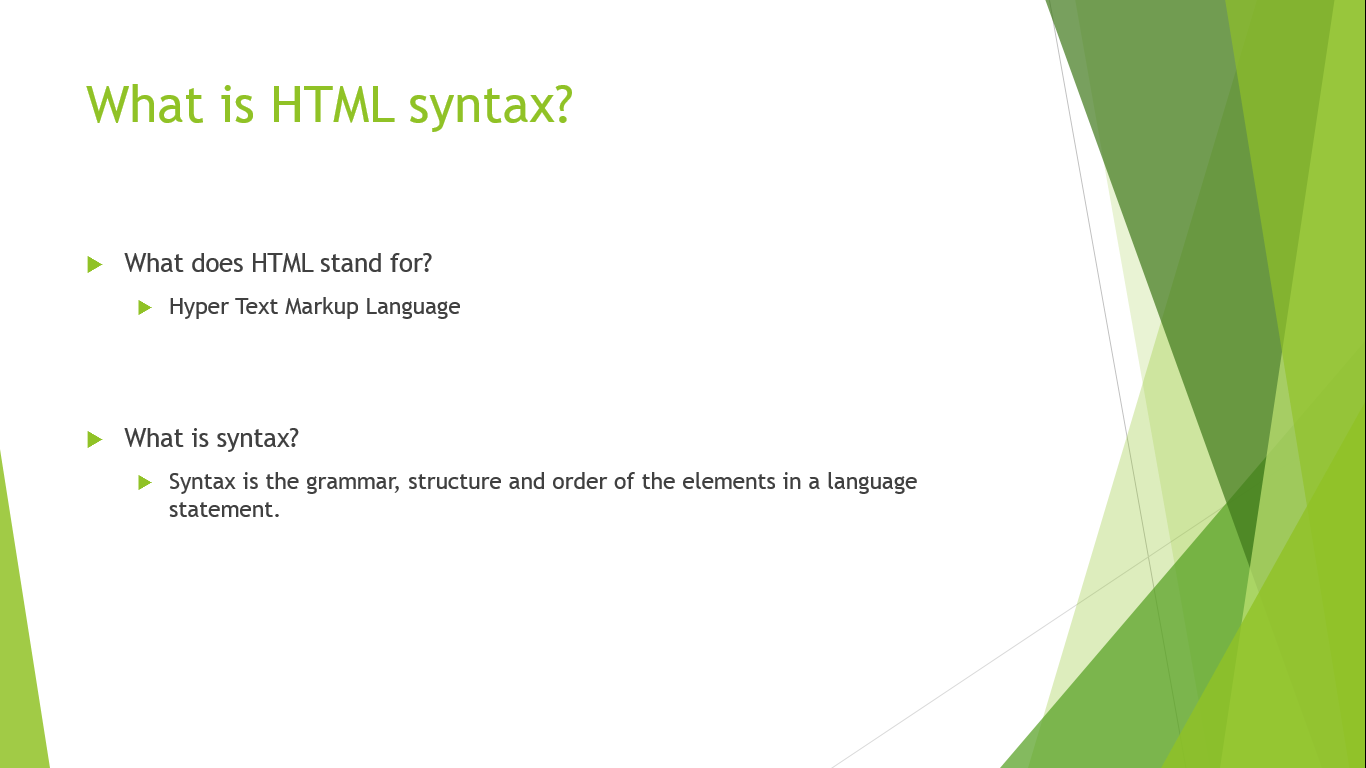 What is HTML syntax?
What does HTML stand for?
Hyper Text Markup Language
What is syntax?
Syntax is the grammar, structure and order of the elements in a language
statement.